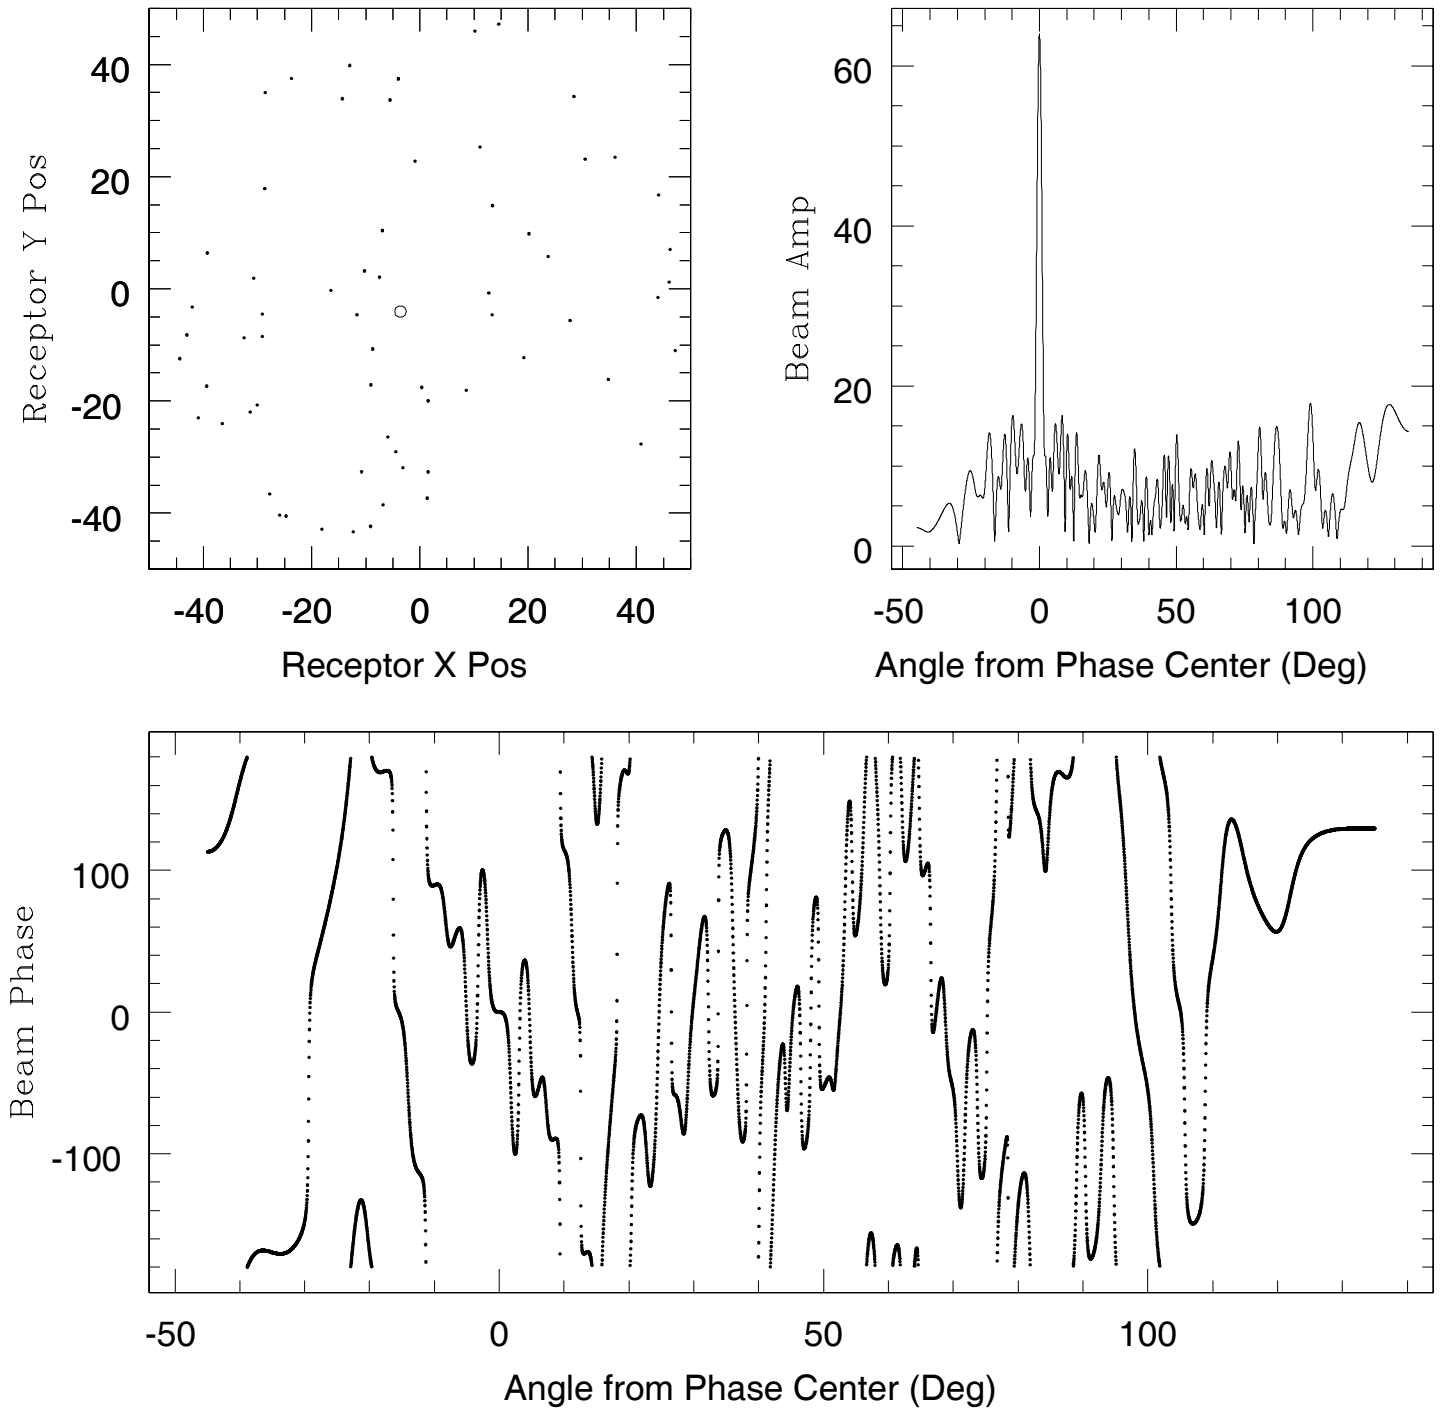 40
20
0
-20
-40
Receptor Y Pos
-40 -20 0 20 40
Receptor X Pos
60
40
20
0
Beam Amp
-50 0 50 100
Angle from Phase Center (Deg)
100
0
-100
Beam Phase
-50 0 50 100
Angle from Phase Center (Deg)